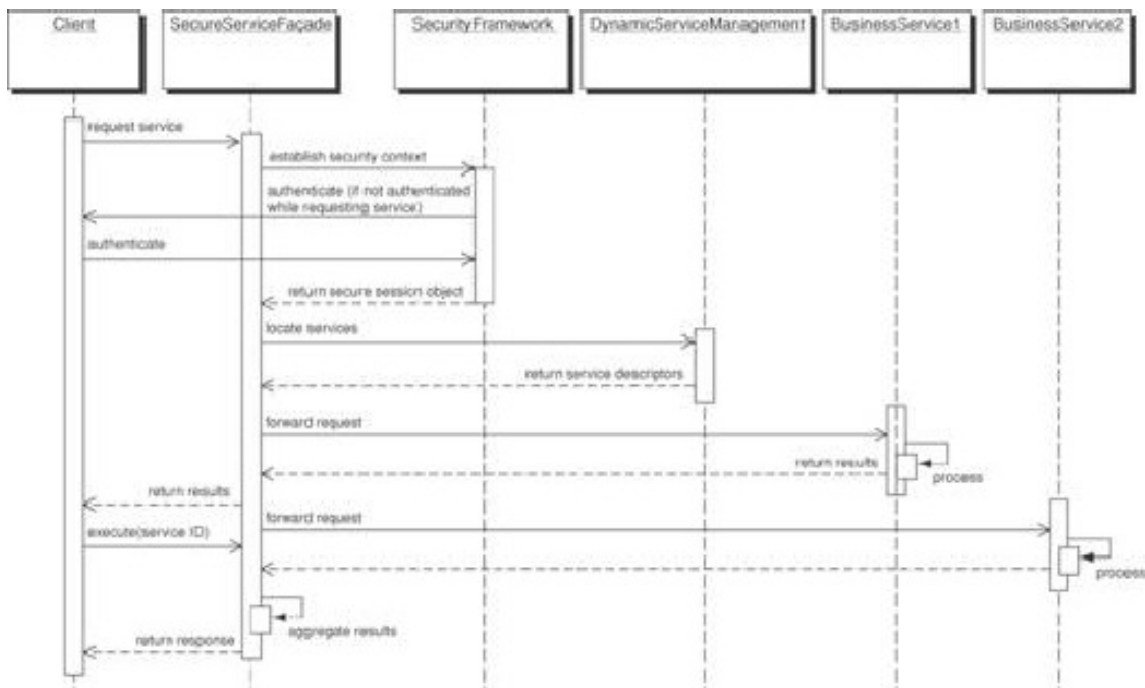 Client
SecureServiceFaçade
Security Framework
DynamicServiceManagement
BusinessService1
BusinessService2
request service
establish security context
authenticate (if not authenticated
while requesting service.)
authenticate
return secure session object
locate services
return service descriptors
forward request
return results
process
return results
forward request
execute(service ID)
process
aggregate results
return response